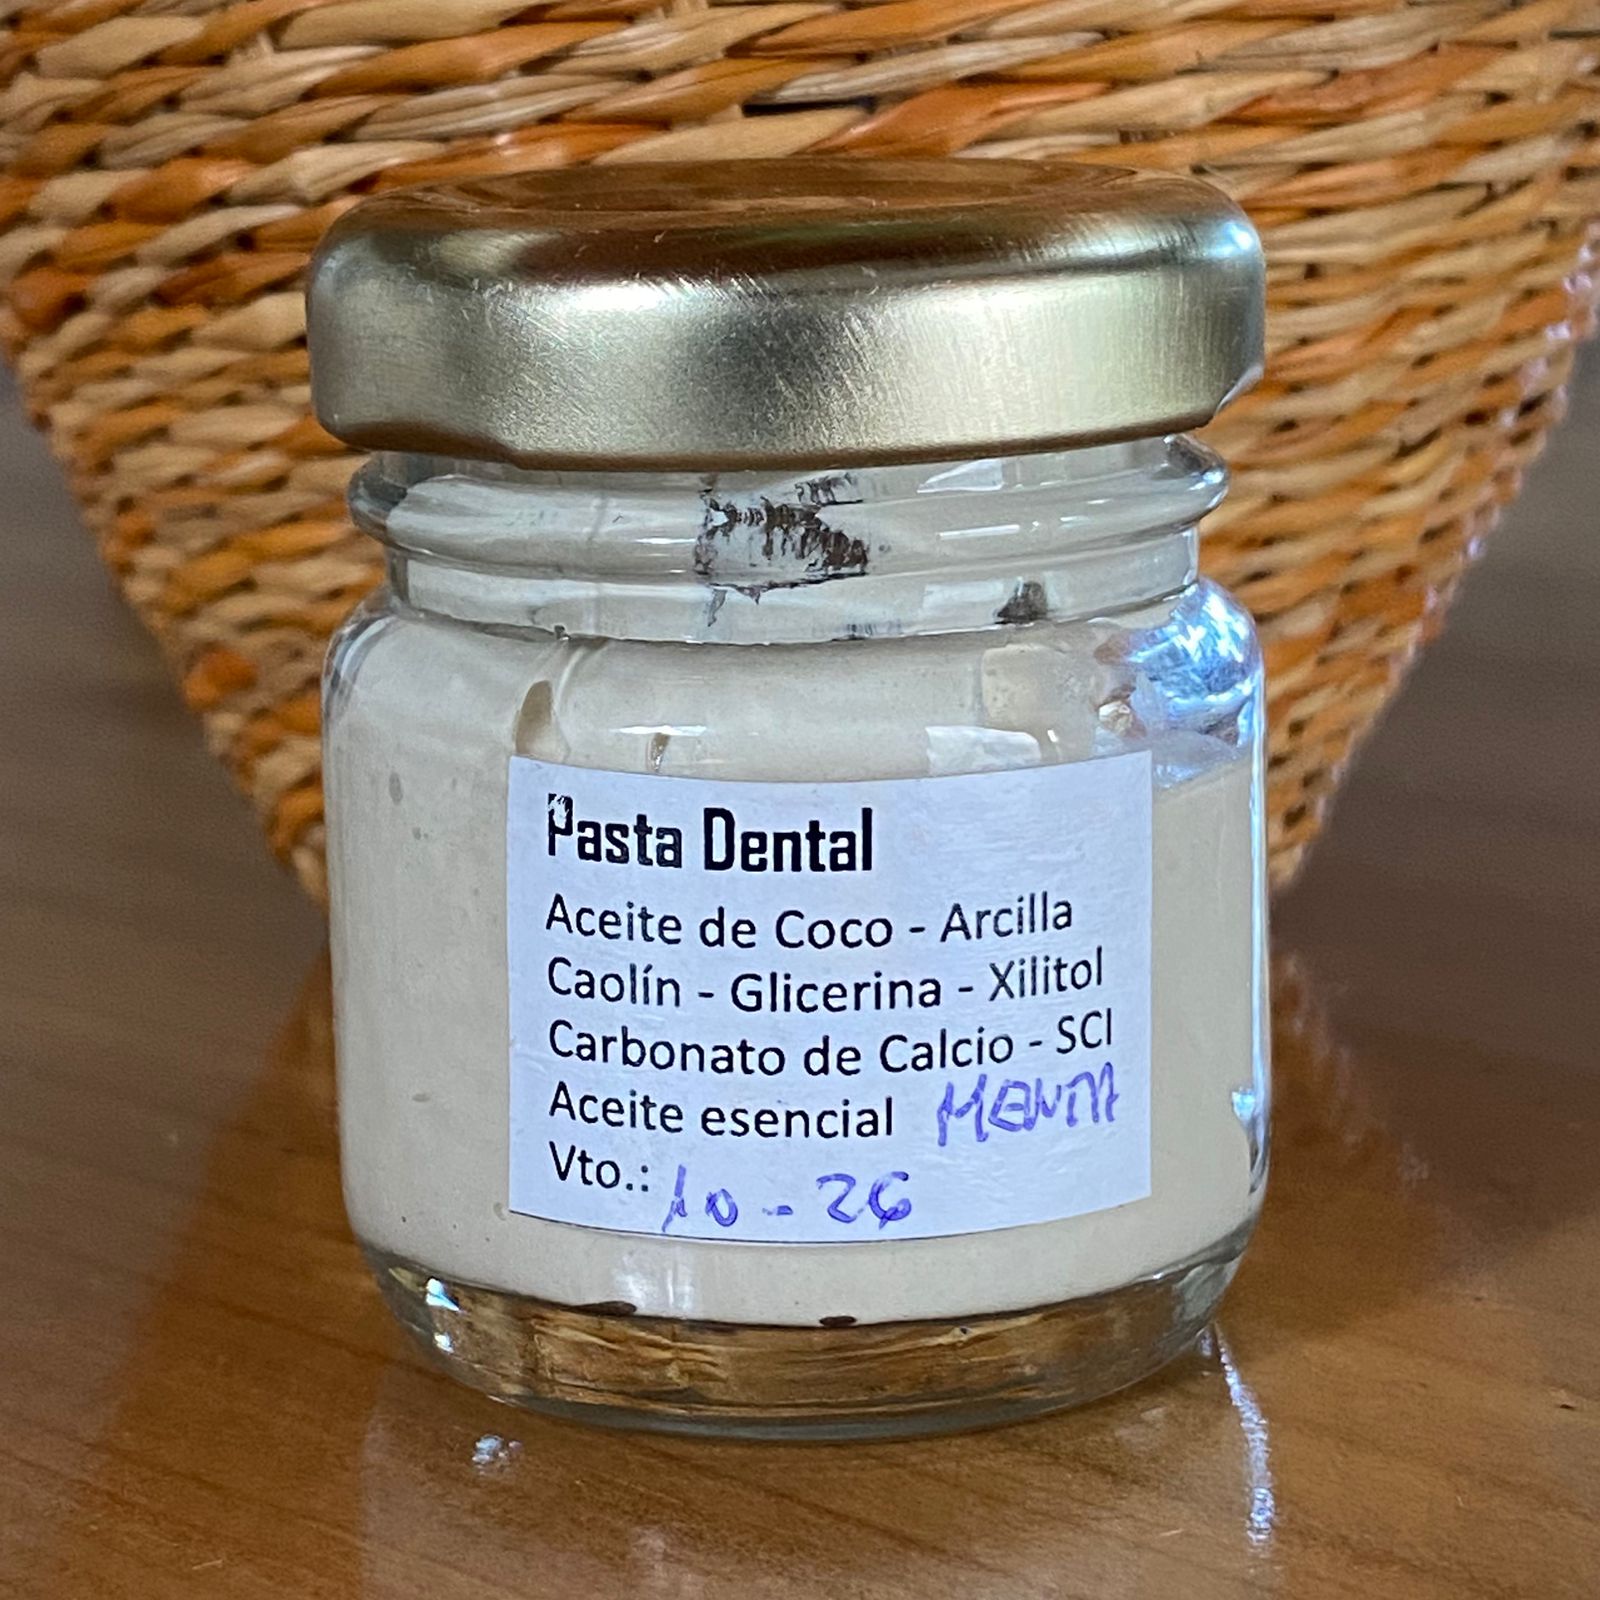 Pasta Dental
Aceite de Coco - Arcilla
Caolín - Glicerina - Xilitol
Carbonato de Calcio - SCI
Aceite esencial MENTA
Vto.: 10 - 26